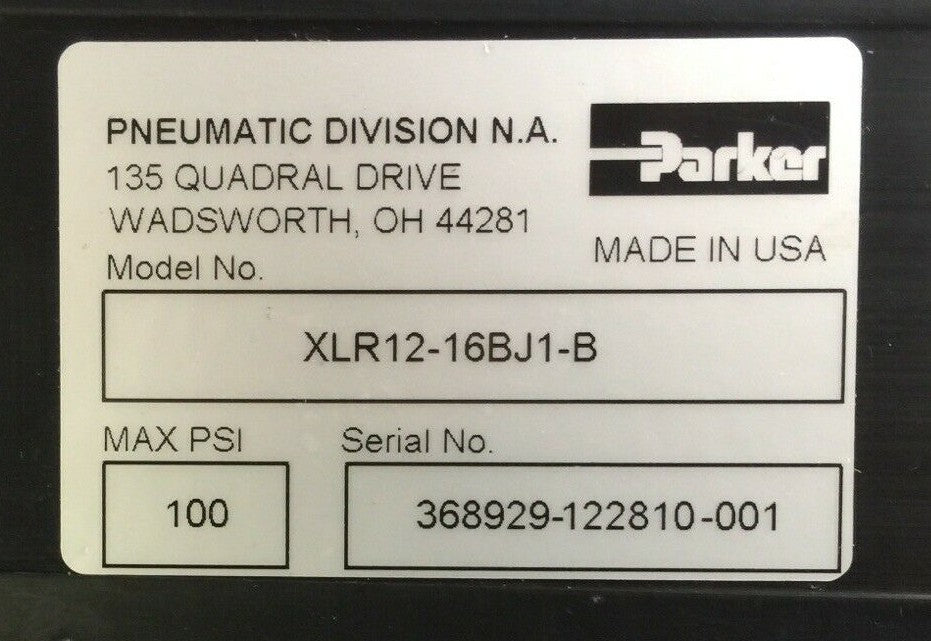 PNEUMATIC DIVISION N.A.
135 QUADRAL DRIVE
WADSWORTH, OH 44281
Parker
MADE IN USA
Model No.
XLR12-16BJ1-B
MAX PSI
100
Serial No.
368929-122810-001